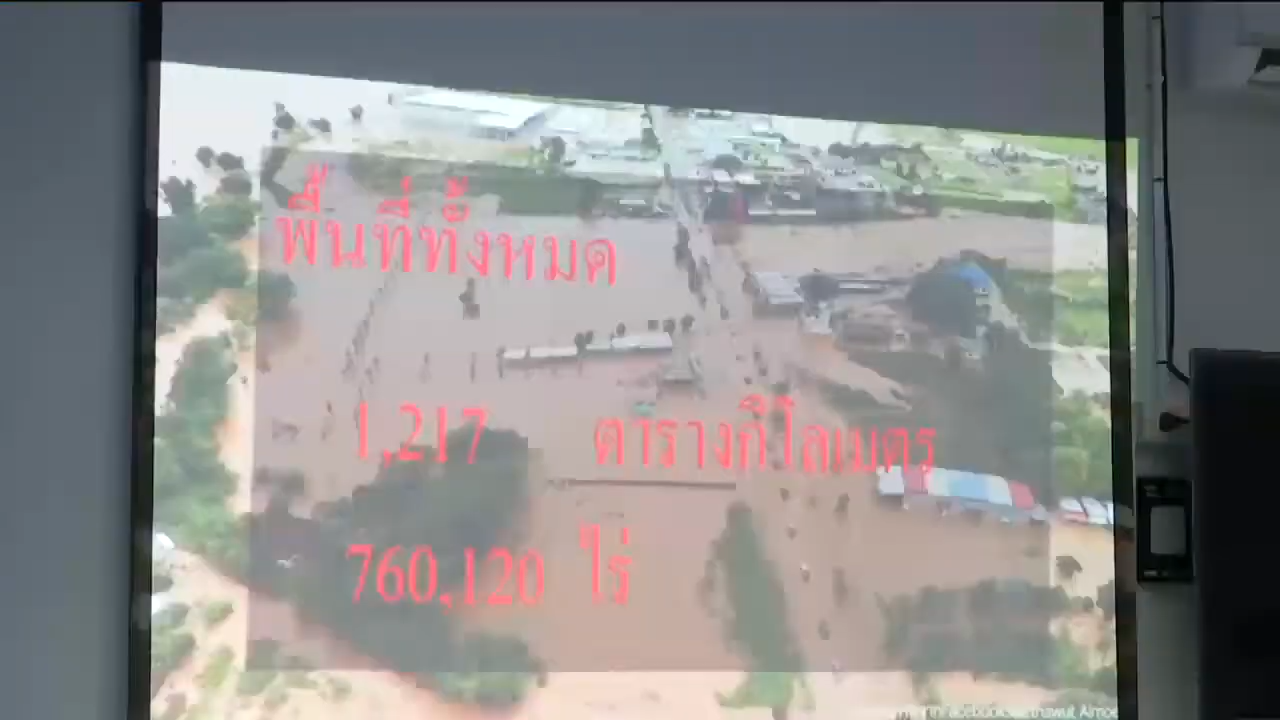 พื้นที่ทั้งหมด
1,217 ตารางกิโลเมตร
760,120 ไร่